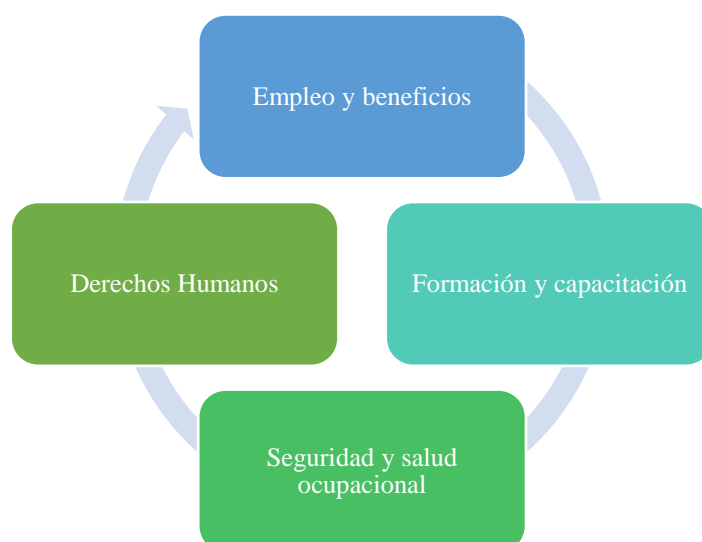 Empleo y beneficios
Derechos Humanos
Formación y capacitación
Seguridad y salud
ocupacional